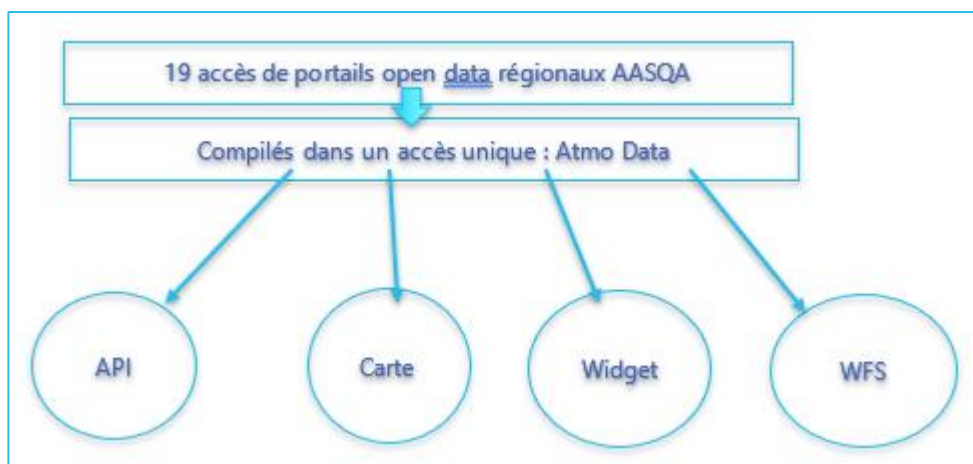 19 accès de portails open data régionaux AASQA
Compilés dans un accès unique : Atmo Data
API
Carte
Widget
WFS